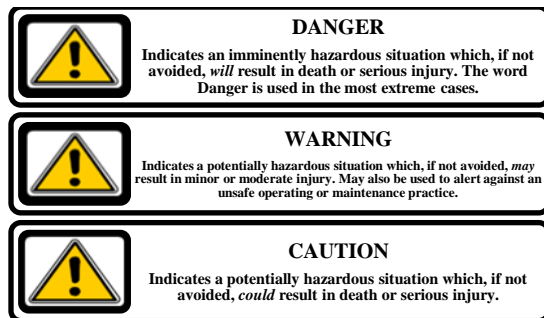 DANGER
Indicates an imminently hazardous situation which, if not
avoided, will result in death or serious injury. The word
Danger is used in the most extreme cases.
WARNING
Indicates a potentially hazardous situation which, if not avoided, may
result in minor or moderate injury. May also be used to alert against an
unsafe operating or maintenance practice.
CAUTION
Indicates a potentially hazardous situation which, if not
avoided, could result in death or serious injury.